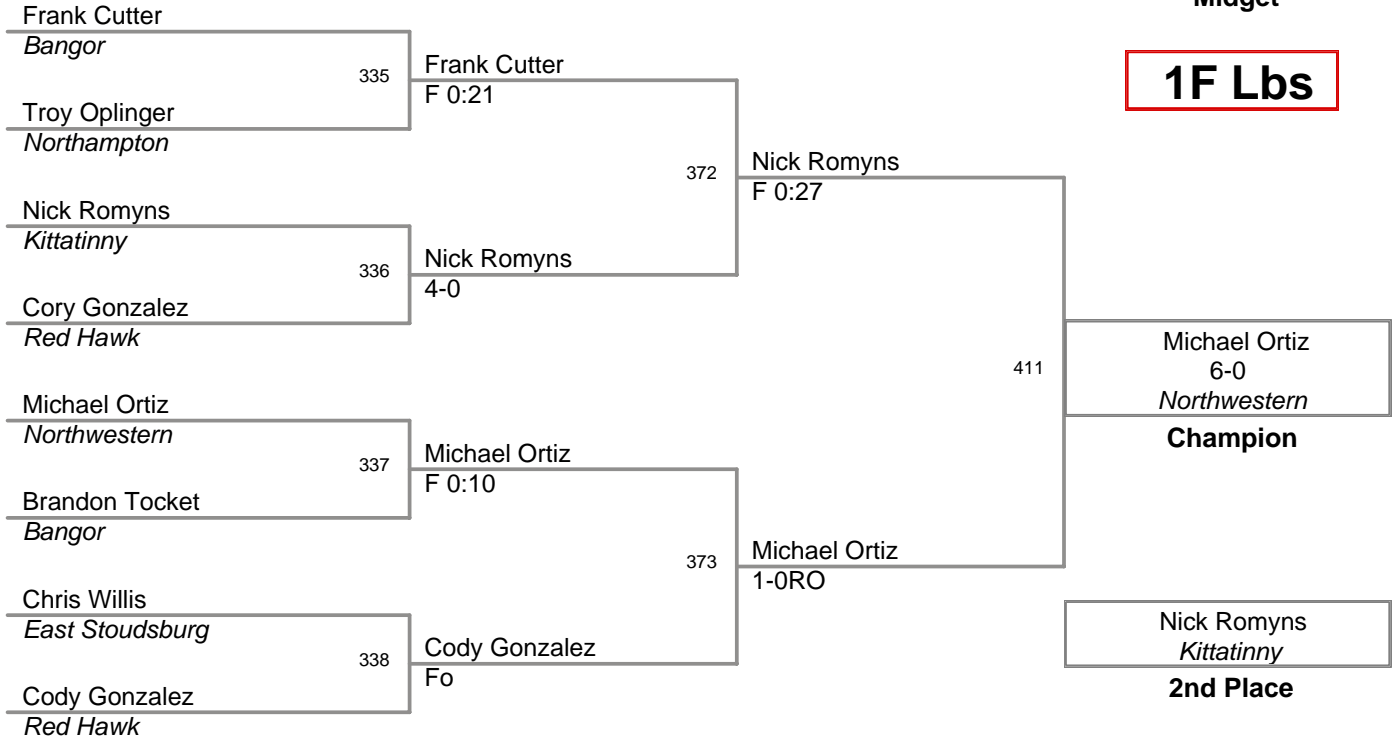 Midget
1F Lbs
Frank Cutter
Bangor
335
Troy Oplinger
Northampton
Nick Romyns
Kittatinny
336
Cory Gonzalez
Red Hawk
Michael Ortiz
Northwestern
337
Brandon Tocket
Bangor
Chris Willis
East Stoudsburg
338
Cody Gonzalez
Red Hawk
Frank Cutter
F 0:21
372
Nick Romyns
4-0
Michael Ortiz
F 0:10
373
Cody Gonzalez
Fo
Nick Romyns
F 0:27
411
Michael Ortiz
1-0RO
Michael Ortiz
6-0
Northwestern
Champion
Nick Romyns
Kittatinny
2nd Place